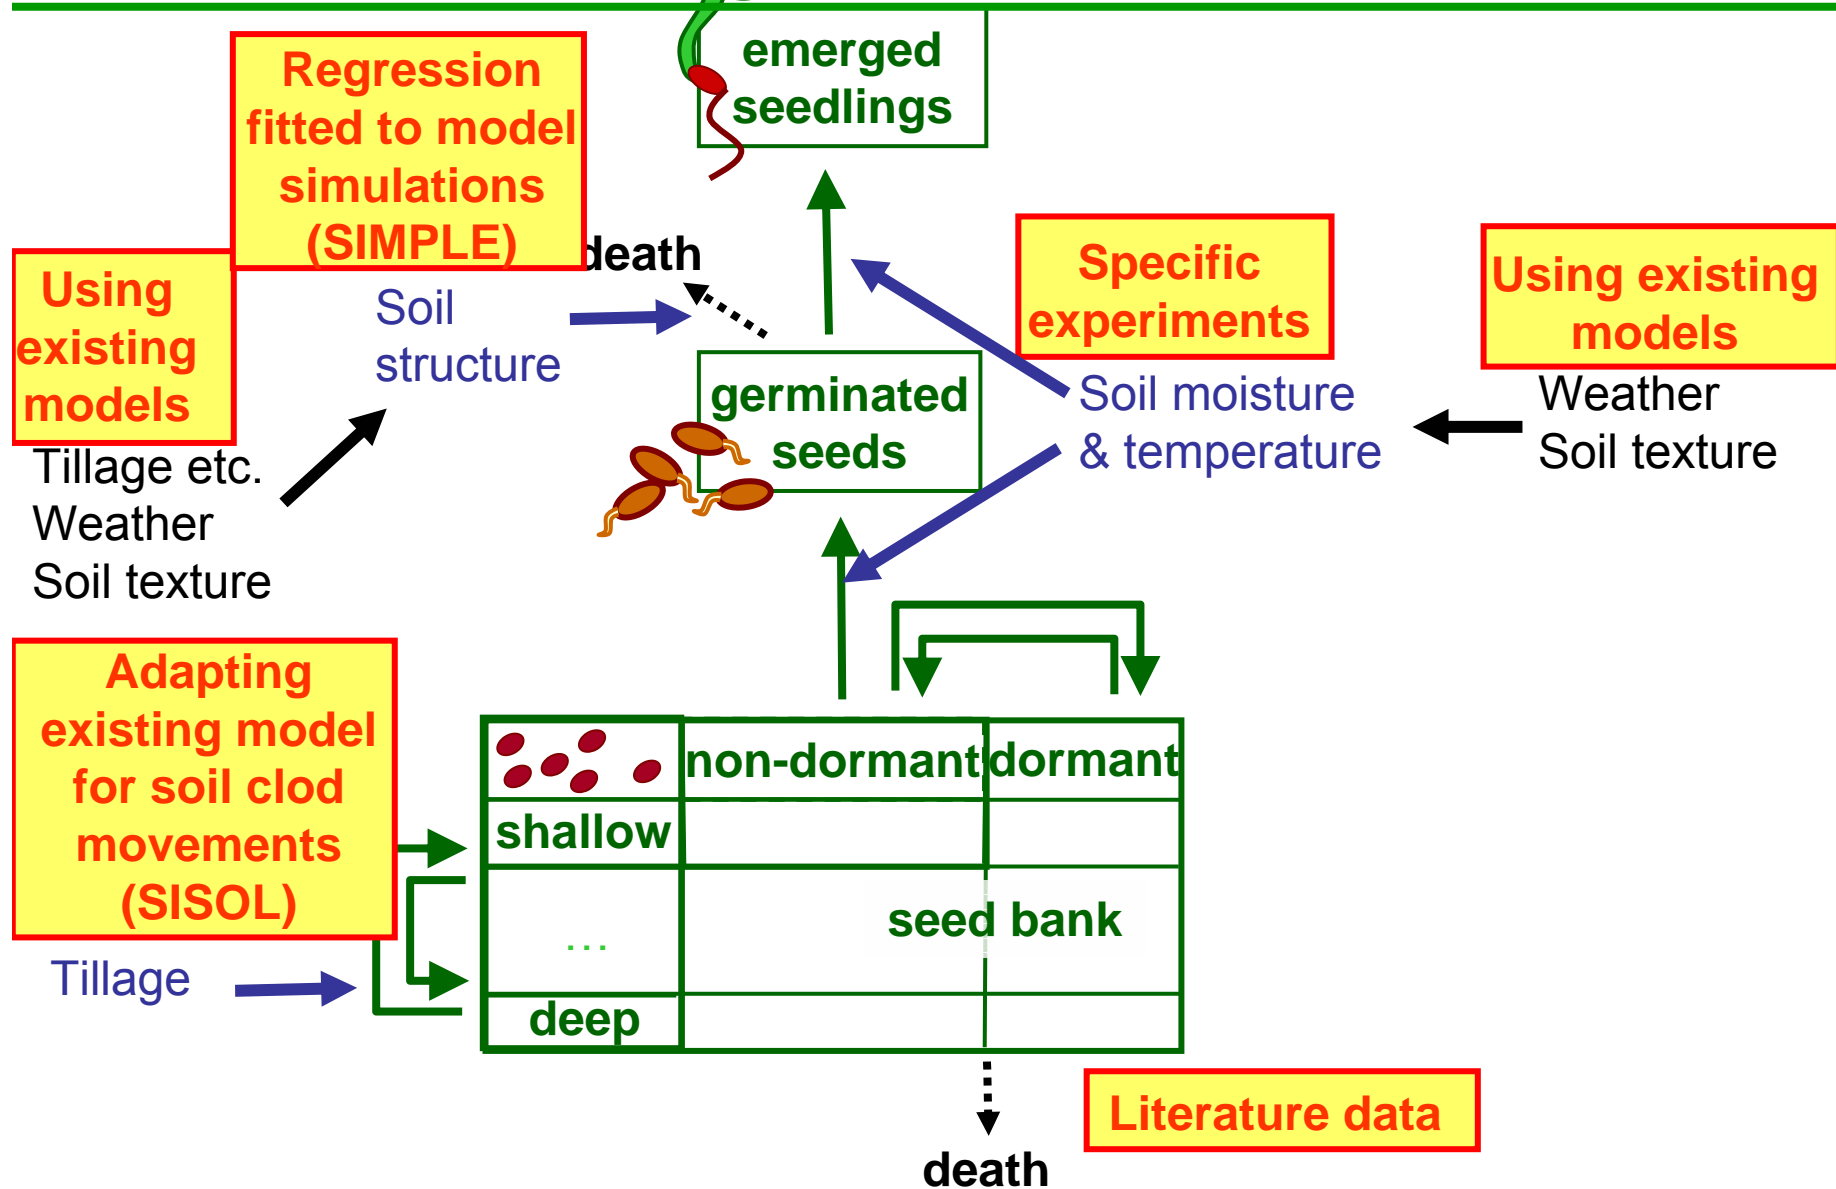 emerged
seedlings
Regression
fitted to model
simulations
(SIMPLE)
death
Using
existing
models
Soil
structure
Specific
experiments
Using existing
models
germinated
seeds
Soil moisture
& temperature
Weather
Soil texture
Tillage etc.
Weather
Soil texture
Adapting
existing model
for soil clod
movements
(SISOL)
non-dormant
dormant
shallow
...
seed bank
deep
Tillage
Literature data
death